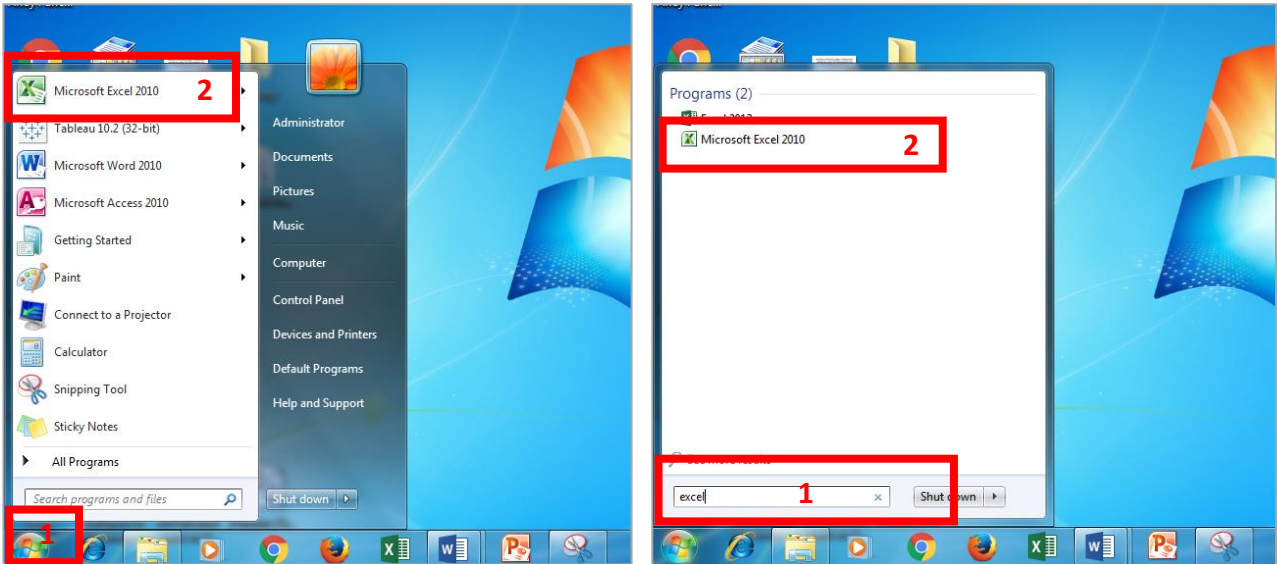 Microsoft Excel 2010
2
Tableau 10.2 (32-bit)
Microsoft Word 2010
Microsoft Access 2010
Getting Started
Paint
Connect to a Projector
Calculator
Snipping Tool
Sticky Notes
All Programs
Search programs and files
1
Administrator
Documents
Pictures
Music
Computer
Control Panel
Devices and Printers
Default Programs
Help and Support
Shut down
Programs (2)
Microsoft Excel 2010
2
excel
1
Shut down